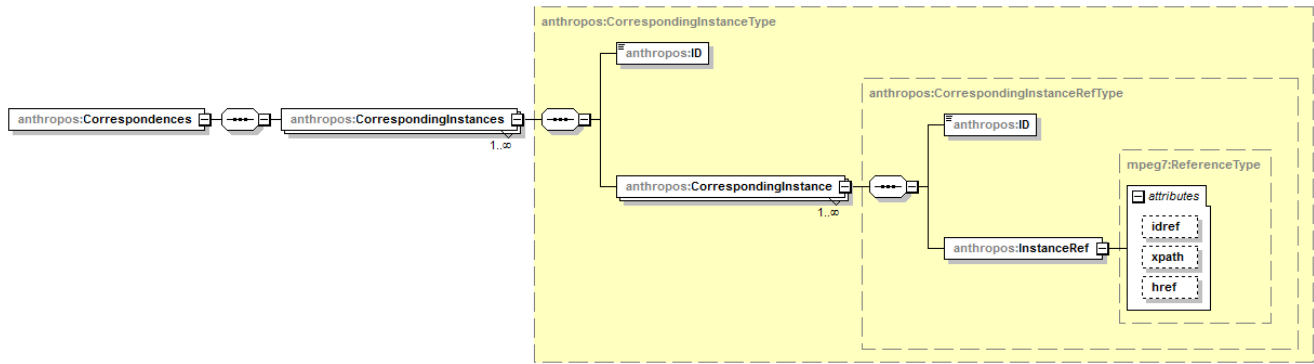 anthropos:CorrespondingInstanceType
anthropos:ID
anthropos:CorrespondingInstanceRefType
anthropos:Correspondences
anthropos:CorrespondingInstances
1..∞
anthropos:ID
mpeg7:ReferenceType
anthropos:CorrespondingInstance
1..∞
attributes
idref
anthropos:InstanceRef
xpath
href